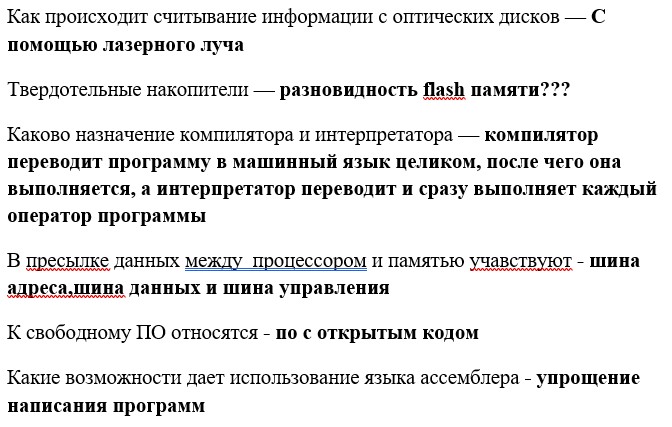 Как происходит считывание информации с оптических дисков — С
помощью лазерного луча
Твердотельные накопители — разновидность flash памяти???
Каково назначение компилятора и интерпретатора — компилятор
переводит программу в машинный язык целиком, после чего она
выполняется, а интерпретатор переводит и сразу выполняет каждый
оператор программы
В пресылке данных между  процессором и памятью учавствуют - шина
адреса,шина данных и шина управления
К свободному ПО относятся - по с открытым кодом
Какие возможности дает использование языка ассемблера - упрощение
написания программ